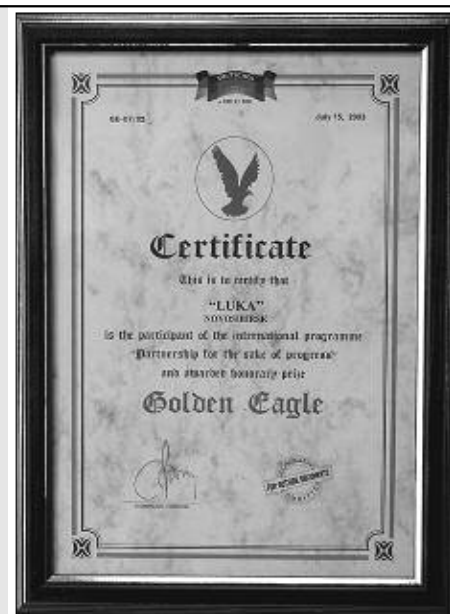 July 15, 2003
Certificate
This is to certify that
"LUKA"
NOVOSIBIRSK
is the participant of the international programme
"Partnership for the sake of progress"
and awarded honorary prize
Golden Eagle